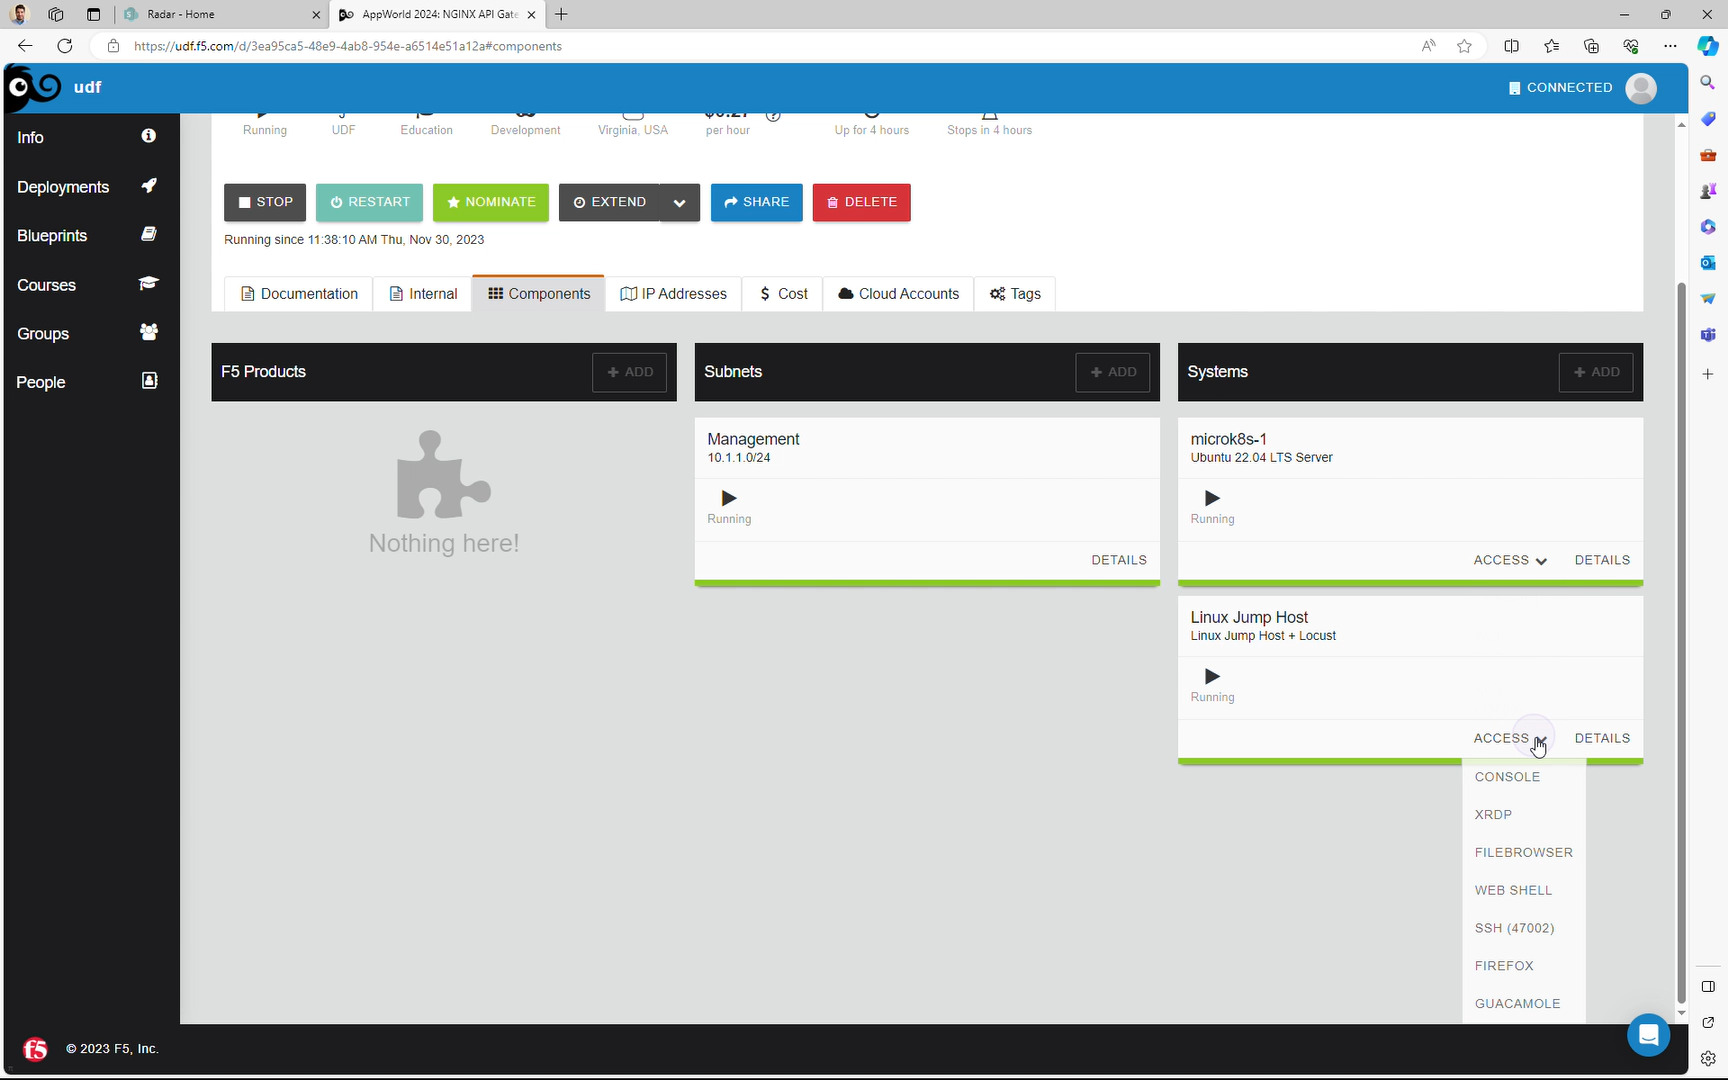 Radar - Home
AppWorld 2024: NGINX API Gate
https://udf.f5.com/d/3ea95ca5-48e9-4ab8-954e-a6514e51a12a#components
udf
CONNECTED
Info
Deployments
Blueprints
Courses
Groups
People
Running
UDF
Education
Development
Virginia, USA
per hour
Up for 4 hours
Stops in 4 hours
STOP
RESTART
NOMINATE
EXTEND
SHARE
DELETE
Running since 11:38:10 AM Thu, Nov 30, 2023
Documentation
Internal
Components
IP Addresses
$ Cost
Cloud Accounts
Tags
F5 Products
+ ADD
Nothing here!
Subnets
+ ADD
Management
10.1.1.0/24
Running
DETAILS
Systems
+ ADD
microk8s-1
Ubuntu 22.04 LTS Server
Running
ACCESS
DETAILS
Linux Jump Host
Linux Jump Host + Locust
Running
ACCESS
DETAILS
CONSOLE
XRDP
FILEBROWSER
WEB SHELL
SSH (47002)
FIREFOX
GUACAMOLE
f5
© 2023 F5, Inc.